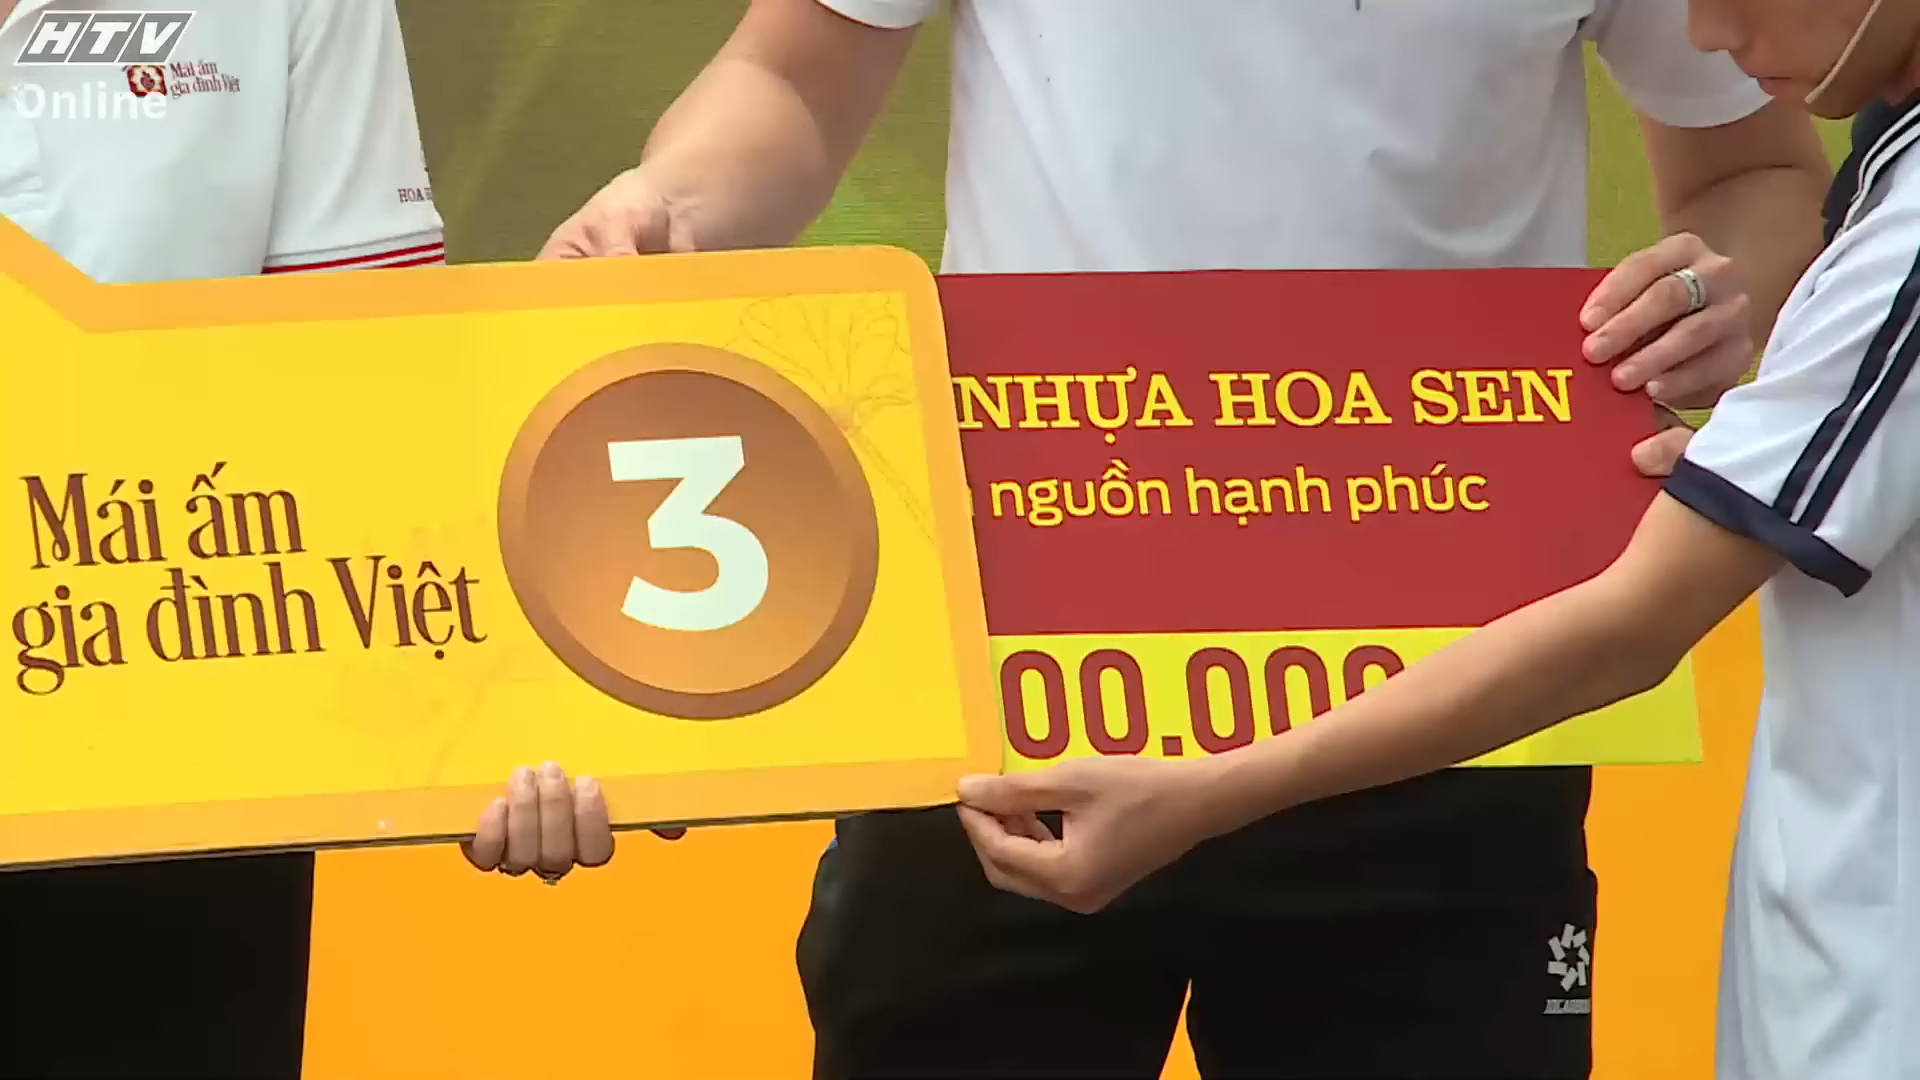 HTV
Online
Mái ấm
gia đình Việt
HOA
Mái ấm
gia đình Việt
3
NHỰA HOA SEN
nguồn hạnh phúc
00.000